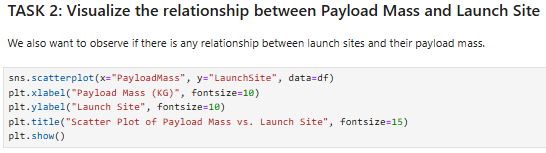 TASK 2: Visualize the relationship between Payload Mass and Launch Site
We also want to observe if there is any relationship between launch sites and their payload mass.
sns.scatterplot(x="PayloadMass", y="LaunchSite", data=df)
plt.xlabel("Payload Mass (KG)", fontsize=10)
plt.ylabel("Launch Site", fontsize=10)
plt.title("Scatter Plot of Payload Mass vs. Launch Site", fontsize=15)
plt.show()